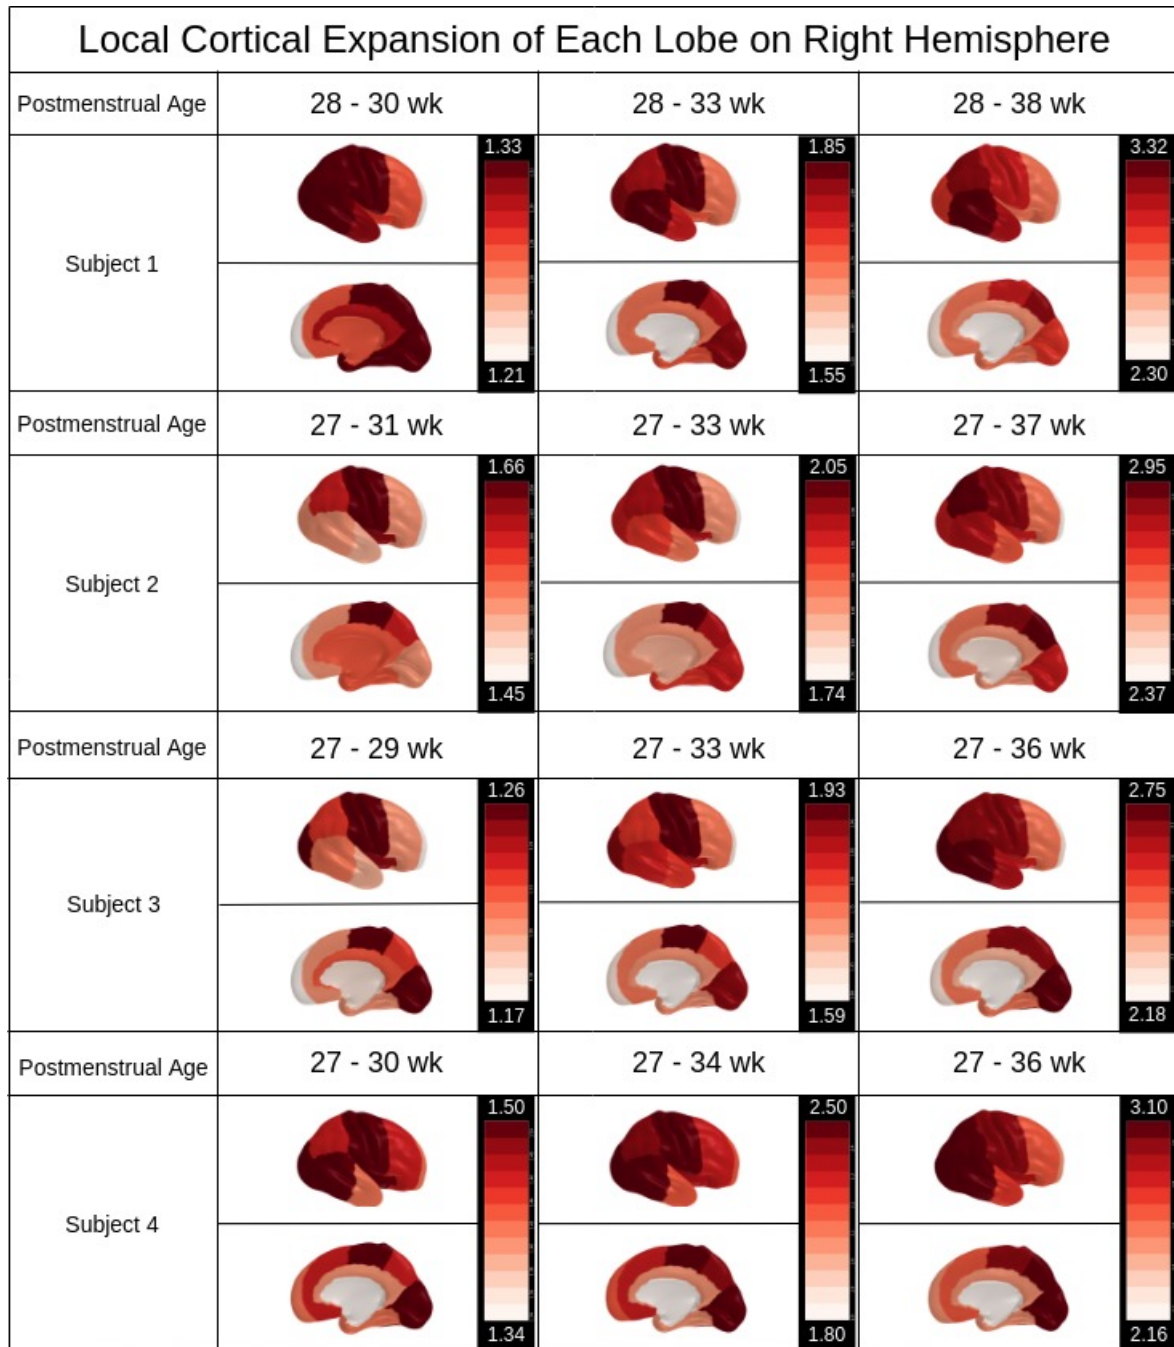 Local Cortical Expansion of Each Lobe on Right Hemisphere
Postmenstrual Age 28 - 30 wk 28 - 33 wk 28 - 38 wk
1.33 1.85 3.32
Subject 1
1.21 1.55 2.30
Postmenstrual Age 27 - 31 wk 27 - 33 wk 27 - 37 wk
1.66 2.05 2.95
Subject 2
1.45 1.74 2.37
Postmenstrual Age 27 - 29 wk 27 - 33 wk 27 - 36 wk
1.26 1.93 2.75
Subject 3
1.17 1.59 2.18
Postmenstrual Age 27 - 30 wk 27 - 34 wk 27 - 36 wk
1.50 2.50 3.10
Subject 4
1.34 1.80 2.16